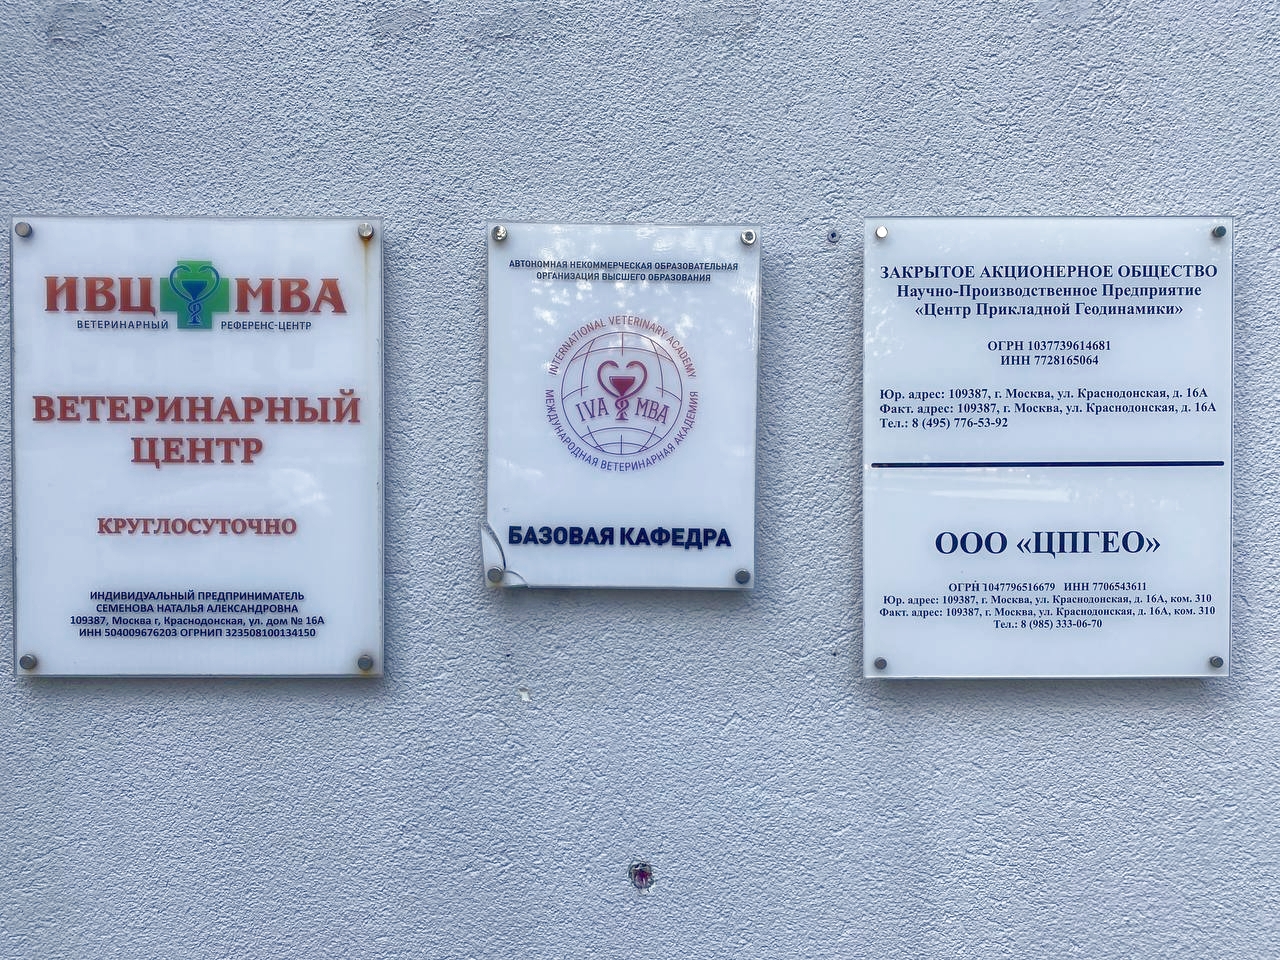 ИВЦ МВА
ВЕТЕРИНАРНЫЙ РЕФЕРЕНС-ЦЕНТР
ВЕТЕРИНАРНЫЙ
ЦЕНТР
КРУГЛОСУТОЧНО
ИНДИВИДУАЛЬНЫЙ ПРЕДПРИНИМАТЕЛЬ
СЕМЕНОВА НАТАЛЬЯ АЛЕКСАНДРОВНА
109387, Москва г, Краснодонская, ул. дом № 16А
ИНН 504009676203 ОГРНИП 323508100134150
АВТОНОМНАЯ НЕКОММЕРЧЕСКАЯ ОБРАЗОВАТЕЛЬНАЯ
ОРГАНИЗАЦИЯ ВЫСШЕГО ОБРАЗОВАНИЯ
INTERNATIONAL VETERINARY ACADEMY
IVA MBA
МЕЖДУНАРОДНАЯ ВЕТЕРИНАРНАЯ АКАДЕМИЯ
БАЗОВАЯ КАФЕДРА
ЗАКРЫТОЕ АКЦИОНЕРНОЕ ОБЩЕСТВО
Научно-Производственное Предприятие
«Центр Прикладной Геодинамики»
ОГРН 1037739614681
ИНН 7728165064
Юр. адрес: 109387, г. Москва, ул. Краснодонская, д. 16А
Факт. адрес: 109387, г. Москва, ул. Краснодонская, д. 16А
Тел.: 8 (495) 776-53-92
ООО «ЦПГЕО»
ОГРН 1047796516679 ИНН 7706543611
Юр. адрес: 109387, г. Москва, ул. Краснодонская, д. 16А, ком. 310
Факт. адрес: 109387, г. Москва, ул. Краснодонская, д. 16А, ком. 310
Тел.: 8 (985) 333-06-70